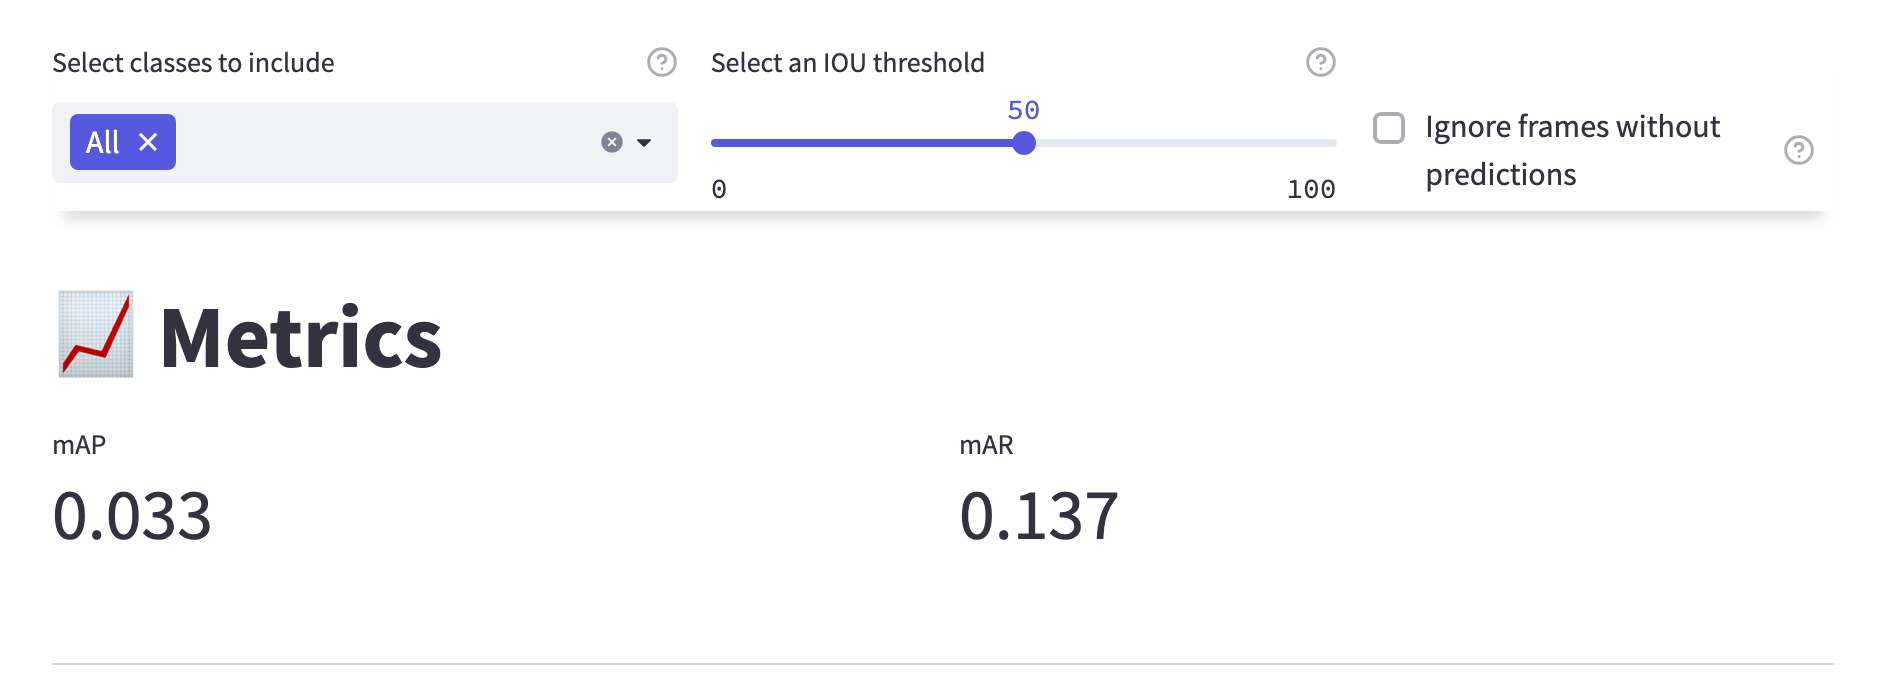 Select classes to include
Select an IOU threshold
All
50
0
100
Ignore frames without
predictions
Metrics
mAP
mAR
0.033
0.137